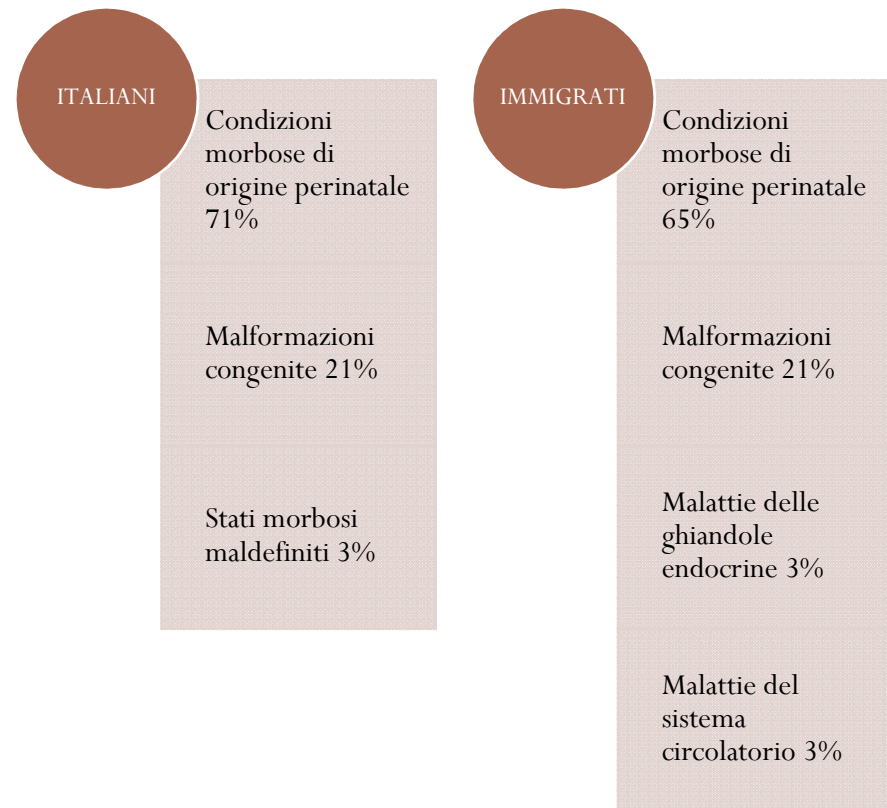 ITALIANI
Condizioni
morbose di
origine perinatale
71%
Malformazioni
congenite 21%
Stati morbosi
maldefiniti 3%
IMMIGRATI
Condizioni
morbose di
origine perinatale
65%
Malformazioni
congenite 21%
Malattie delle
ghiandole
endocrine 3%
Malattie del
sistema
circolatorio 3%